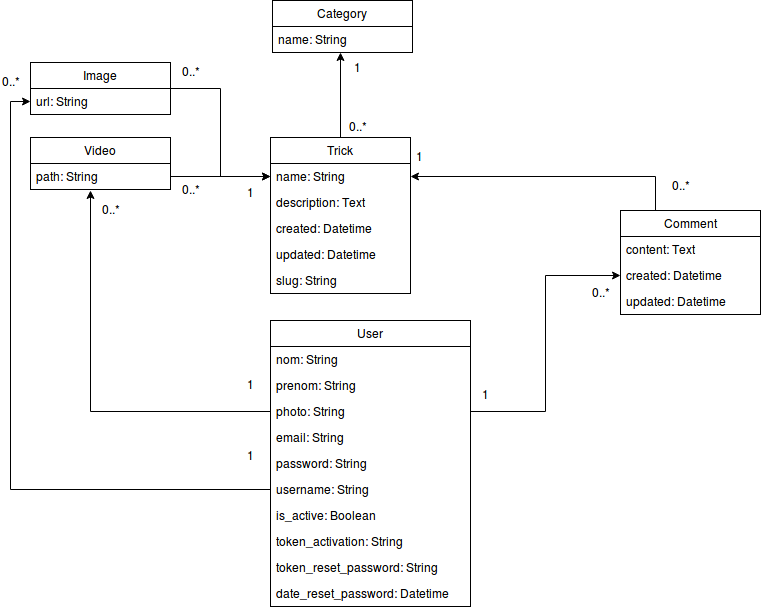 Category
name: String
1
0..*
Image
url: String
0..*
0..*
Video
path: String
0..*
0..*
1
Trick
name: String
description: Text
created: Datetime
updated: Datetime
slug: String
1
0..*
Comment
content: Text
created: Datetime
updated: Datetime
0..*
User
nom: String
prenom: String
photo: String
email: String
password: String
username: String
is_active: Boolean
token_activation: String
token_reset_password: String
date_reset_password: Datetime
1
1
1